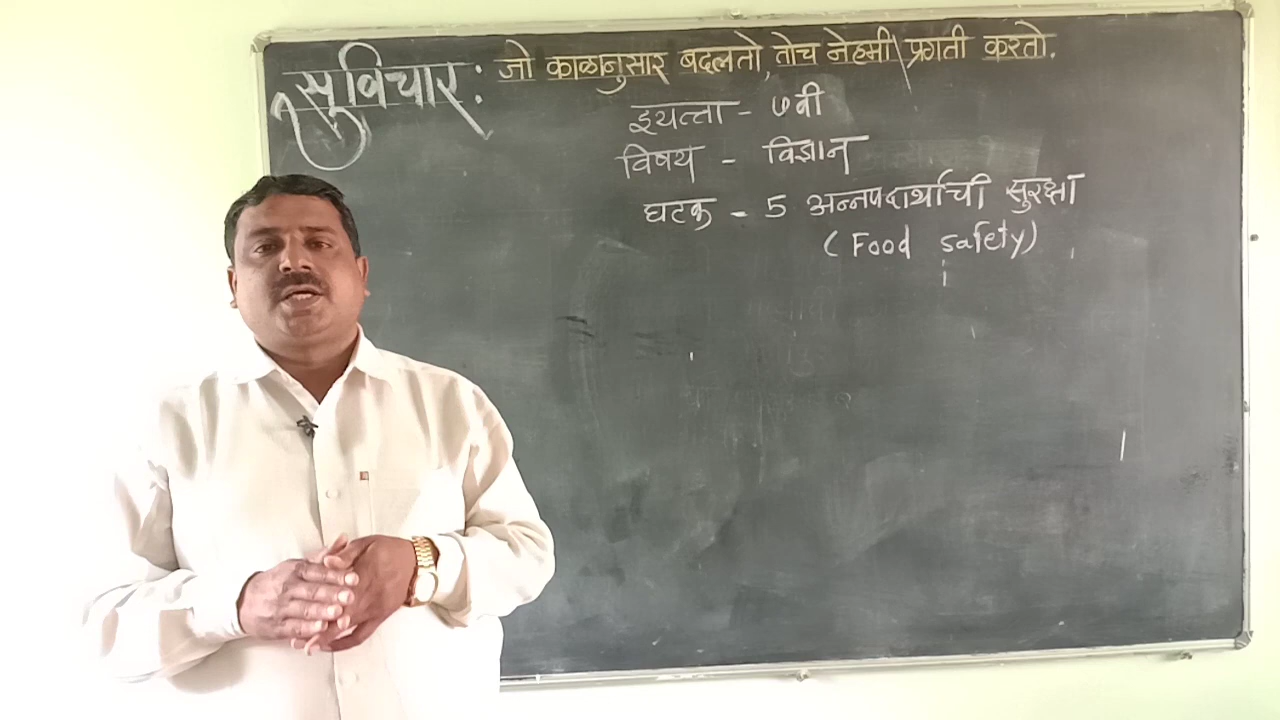 सुविचार: जो काळानुसार बदलतो, तोच नेहमी प्रगती करतो.
इयत्ता - ७वी
विषय - विज्ञान
घटक - 5 अन्नपदार्थाची सुरक्षा
(Food safety)